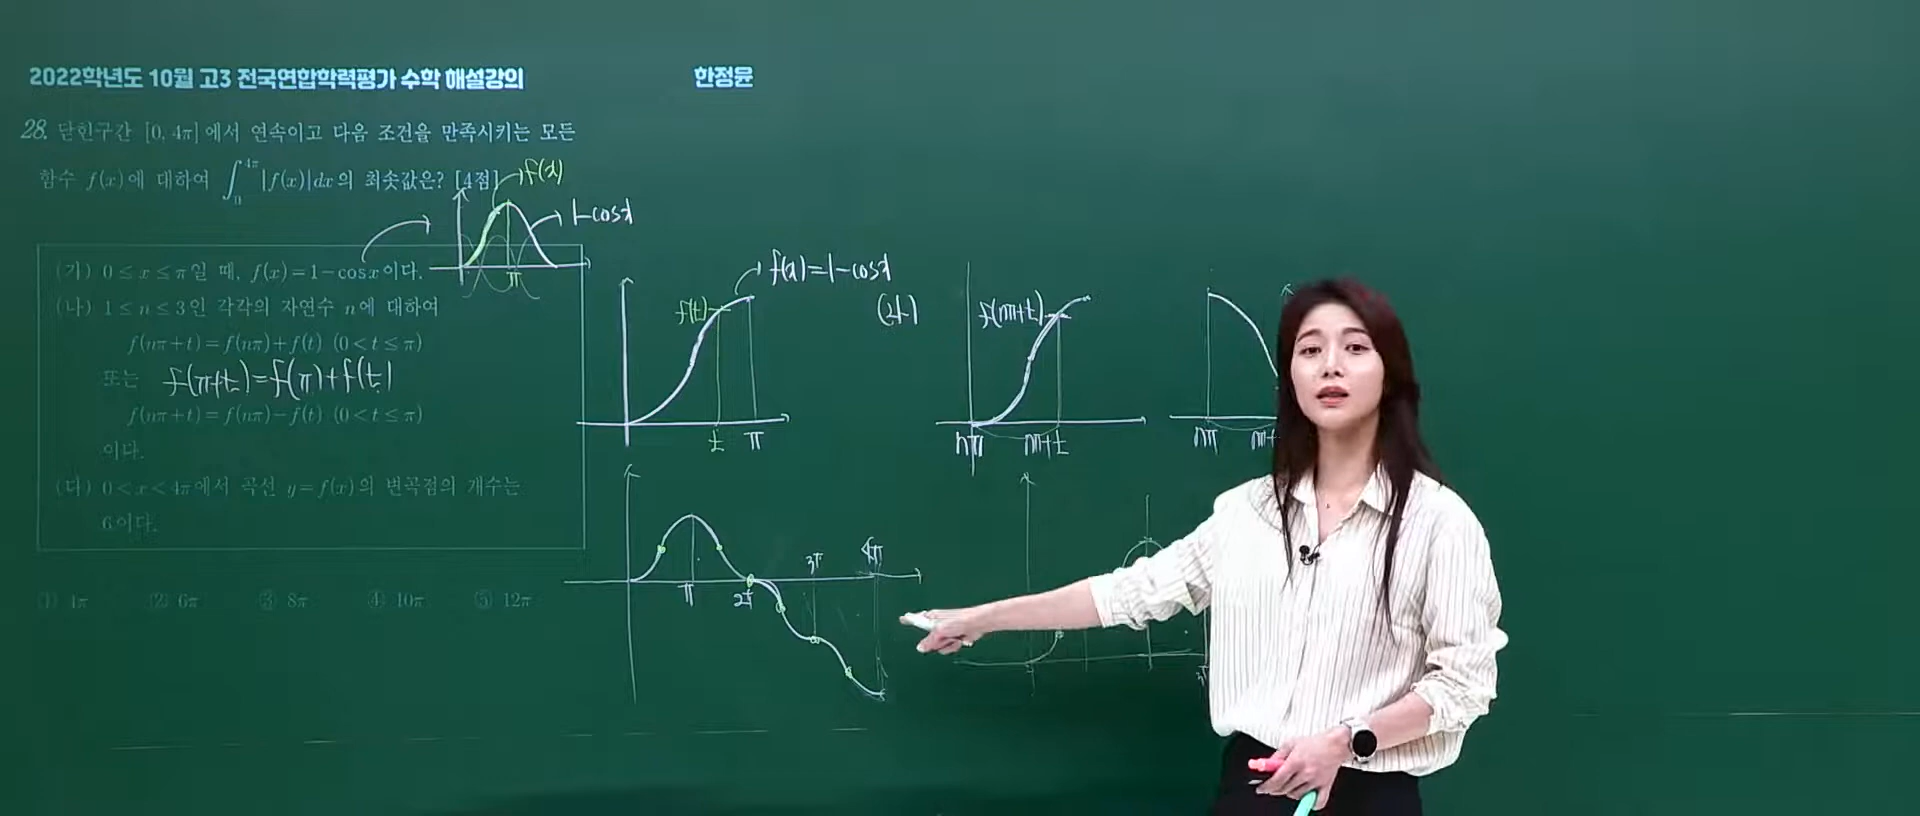 2022학년도 10월 고3 전국연합학력평가 수학 해설강의
한정윤
28. 닫힌구간 [0, 4π]에서 연속이고 다음 조건을 만족시키는 모든
함수 f(x)에 대하여 ∫₀^4π |f(x)|dx의 최솟값은? [4점]
f(x)
1-cosx
π
(가) 0≤x≤π일 때, f(x)=1-cosx이다.
(나) 1≤n≤3인 각각의 자연수 n에 대하여
f(nπ+t)=f(nπ)+f(t) (0<t≤π)
또는 f(π+t)=f(π)+f(t)
f(nπ+t)=f(nπ)-f(t) (0<t≤π)
이다.
(다) 0<x<4π에서 곡선 y=f(x)의 변곡점의 개수는
6이다.
① 4π ② 6π ③ 8π ④ 10π ⑤ 12π
f(x)=1-cosx
f(t)
t π
(나)
f(nπ+t)
nπ nπ+t
nπ nπ+
π 2π 3π 4π